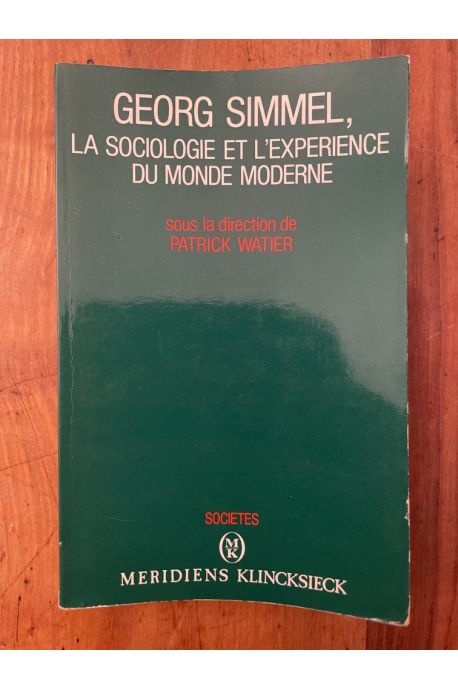 GEORG SIMMEL,
LA SOCIOLOGIE ET L'EXPERIENCE
DU MONDE MODERNE
sous la direction de
PATRICK WATIER
SOCIETES
MK
MERIDIENS KLINCKSIECK